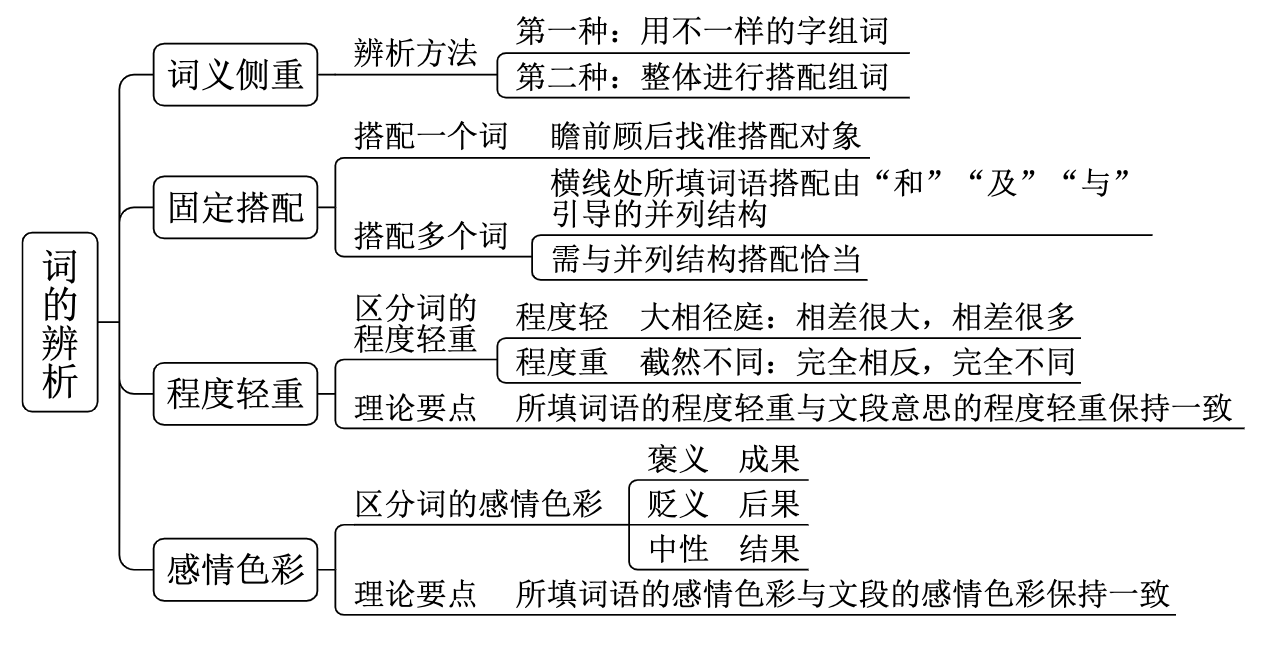 词的辨析
词义侧重
辨析方法
第一种：用不一样的字组词
第二种：整体进行搭配组词
固定搭配
搭配一个词 瞻前顾后找准搭配对象
搭配多个词
横线处所填词语搭配由“和”“及”“与”
引导的并列结构
需与并列结构搭配恰当
程度轻重
区分词的
程度轻重
程度轻 大相径庭：相差很大，相差很多
程度重 截然不同：完全相反，完全不同
理论要点 所填词语的程度轻重与文段意思的程度轻重保持一致
感情色彩
区分词的感情色彩
褒义 成果
贬义 后果
中性 结果
理论要点 所填词语的感情色彩与文段的感情色彩保持一致